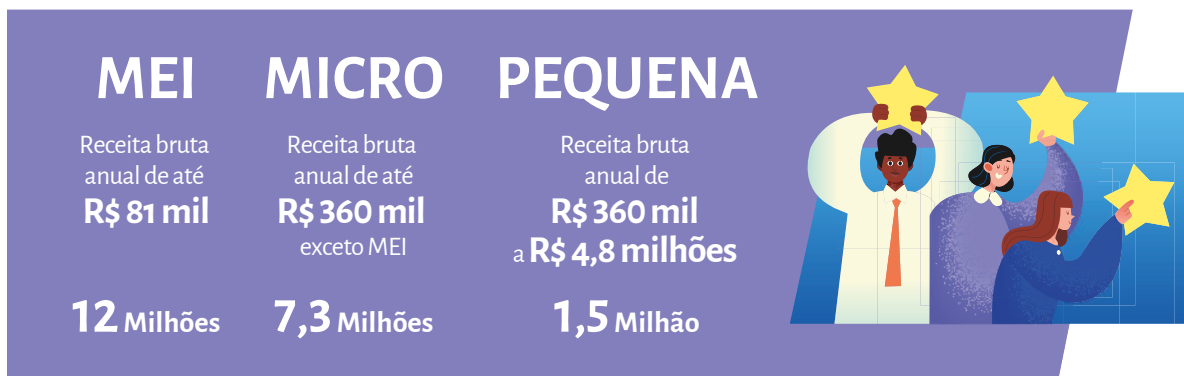 MEI
Receita bruta
anual de até
R$ 81 mil
12 Milhões
MICRO
Receita bruta
anual de até
R$ 360 mil
exceto MEI
7,3 Milhões
PEQUENA
Receita bruta
anual de
R$ 360 mil
a R$ 4,8 milhões
1,5 Milhão